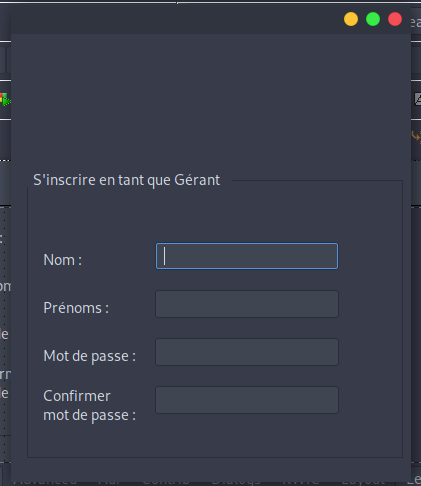 S'inscrire en tant que Gérant
Nom :
Prénoms :
Mot de passe :
Confirmer
mot de passe :